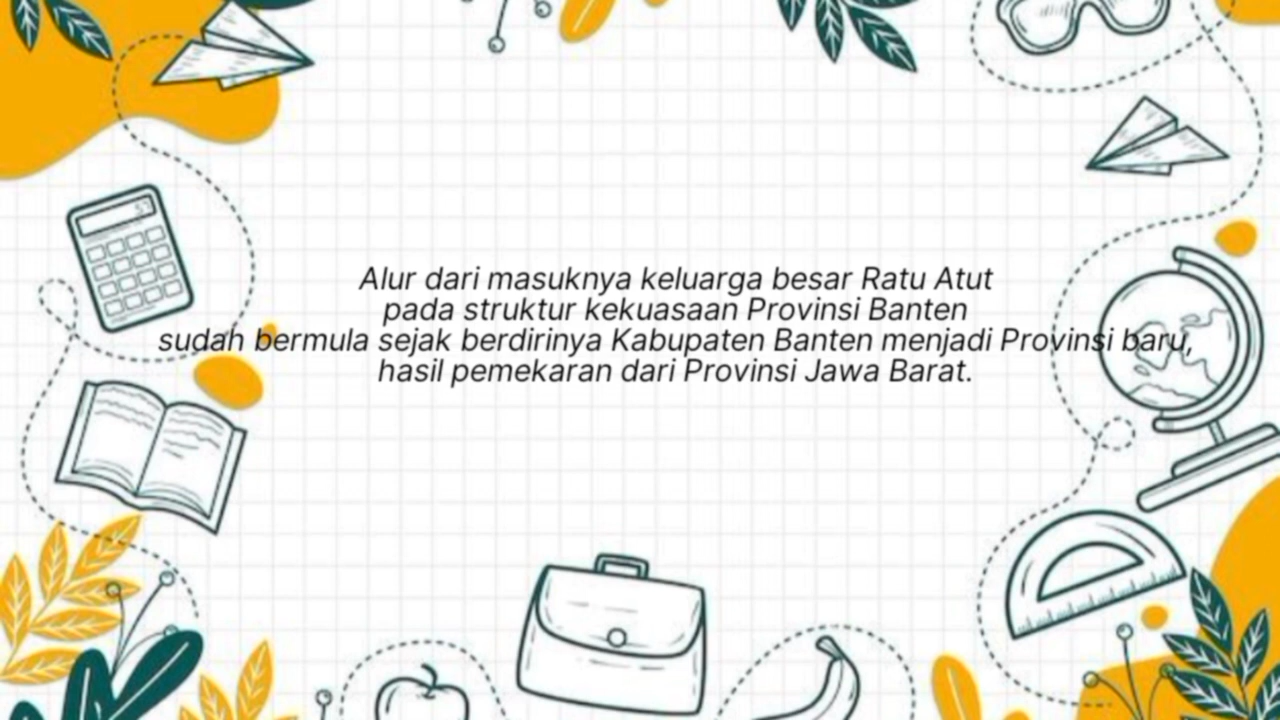 Alur dari masuknya keluarga besar Ratu Atut
pada struktur kekuasaan Provinsi Banten
sudah bermula sejak berdirinya Kabupaten Banten menjadi Provinsi baru,
hasil pemekaran dari Provinsi Jawa Barat.